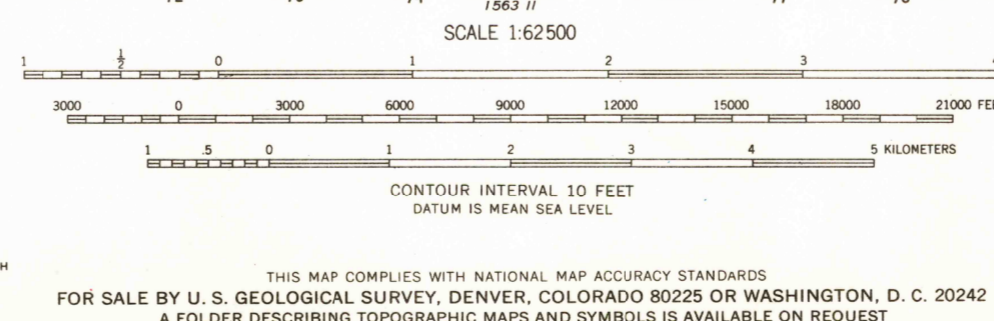 1563 II
SCALE 1:62500
1 ½ 0 1 2 3
3000 0 3000 6000 9000 12000 15000 18000 21000
1 .5 0 1 2 3 4 5 KILOMETERS
CONTOUR INTERVAL 10 FEET
DATUM IS MEAN SEA LEVEL
THIS MAP COMPLIES WITH NATIONAL MAP ACCURACY STANDARDS
FOR SALE BY U. S. GEOLOGICAL SURVEY, DENVER, COLORADO 80225 OR WASHINGTON, D. C. 20242
A FOLDER DESCRIBING TOPOGRAPHIC MAPS AND SYMBOLS IS AVAILABLE ON REQUEST